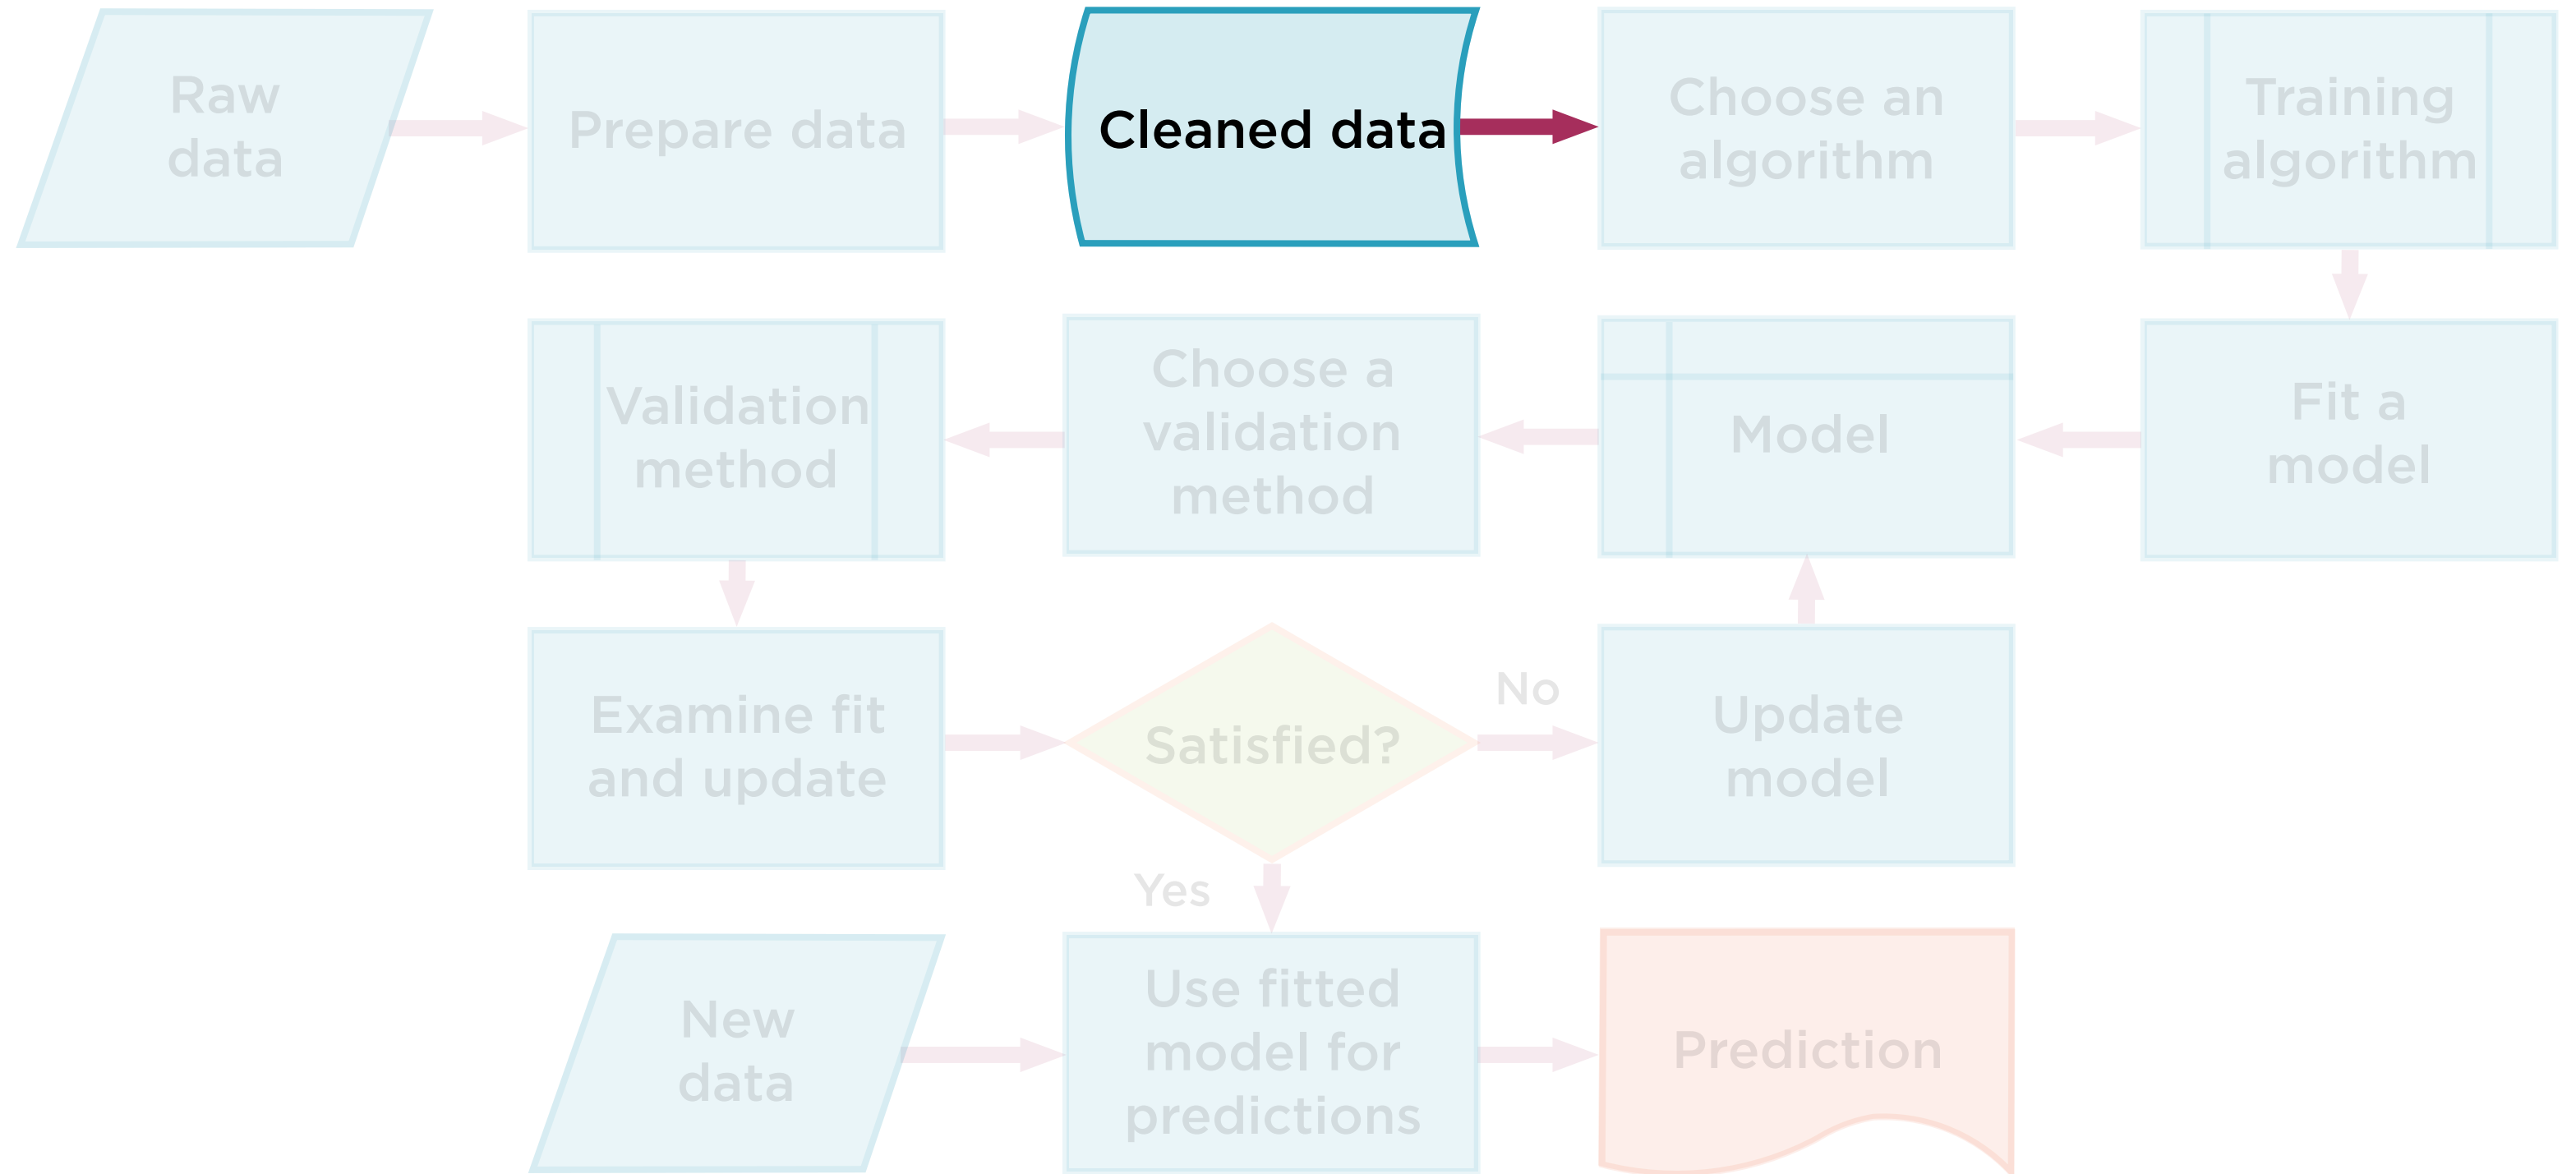 Raw
data
Prepare data
Cleaned data
Choose an
algorithm
Training
algorithm
Validation
method
Choose a
validation
method
Model
Fit a
model
Examine fit
and update
Satisfied?
No
Update
model
Yes
New
data
Use fitted
model for
predictions
Prediction